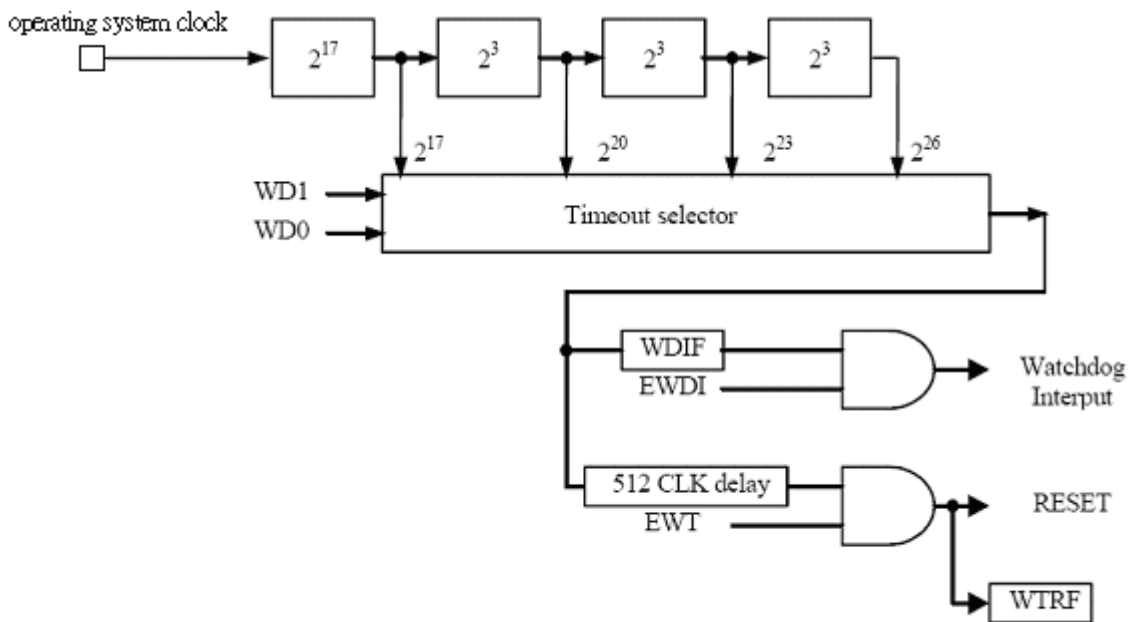 operating system clock
2^17
2^3
2^3
2^3
2^17
2^20
2^23
2^26
WD1
WD0
Timeout selector
WDIF
EWDI
Watchdog
Interput
512 CLK delay
EWT
RESET
WTRF